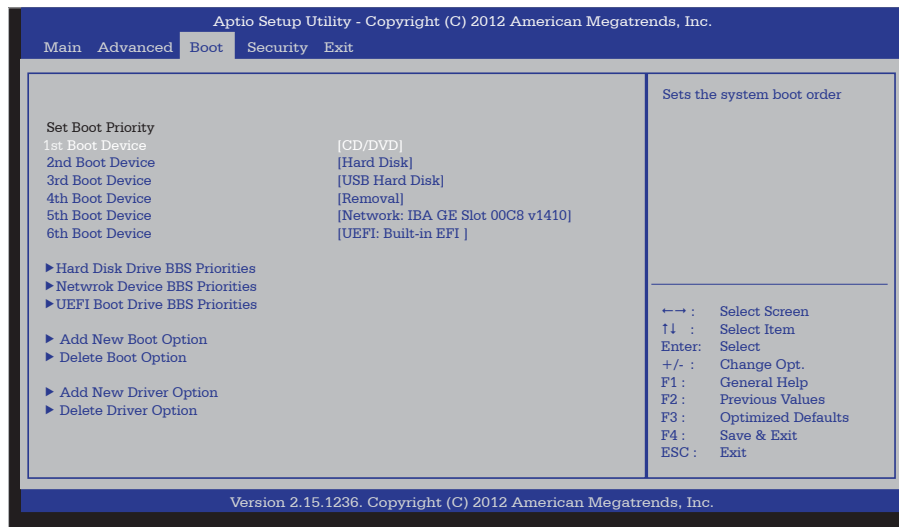 Aptio Setup Utility - Copyright (C) 2012 American Megatrends, Inc.
Main Advanced Boot Security Exit
Set Boot Priority
1st Boot Device [CD/DVD]
2nd Boot Device [Hard Disk]
3rd Boot Device [USB Hard Disk]
4th Boot Device [Removal]
5th Boot Device [Network: IBA GE Slot 00C8 v1410]
6th Boot Device [UEFI: Built-in EFI ]
▶Hard Disk Drive BBS Priorities
▶Netwrok Device BBS Priorities
▶UEFI Boot Drive BBS Priorities
▶ Add New Boot Option
▶ Delete Boot Option
▶ Add New Driver Option
▶ Delete Driver Option
Sets the system boot order
←→ : Select Screen
↑↓ : Select Item
Enter: Select
+/- : Change Opt.
F1 : General Help
F2 : Previous Values
F3 : Optimized Defaults
F4 : Save & Exit
ESC : Exit
Version 2.15.1236. Copyright (C) 2012 American Megatrends, Inc.